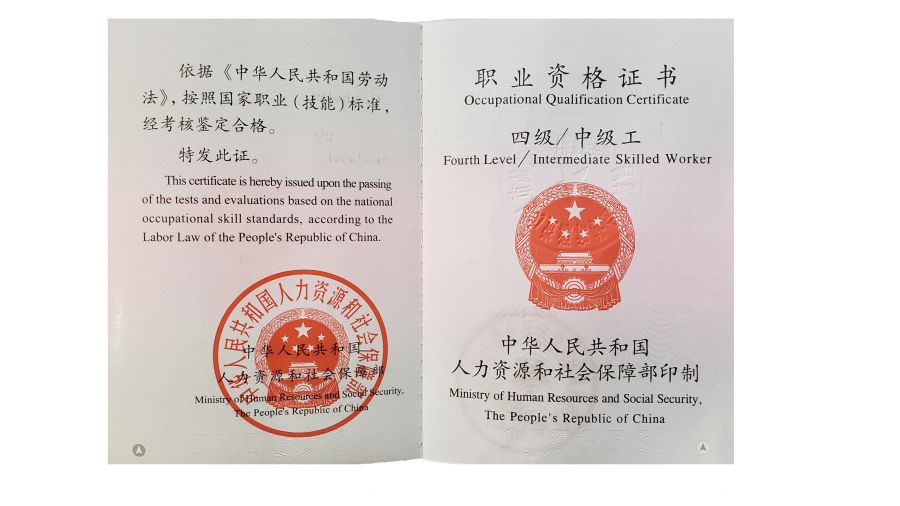 依据《中华人民共和国劳动
法》，按照国家职业（技能）标准，
经考核鉴定合格。
特发此证。
This certificate is hereby issued upon the passing
of the tests and evaluations based on the national
occupational skill standards, according to the
Labor Law of the People's Republic of China.
中华人民共和国人力资源和社会保障部
中华人民共和国
人力资源和社会保障部
Ministry of Human Resources and Social Security,
The People's Republic of China
职业资格证书
Occupational Qualification Certificate
四级/中级工
Fourth Level/Intermediate Skilled Worker
中华人民共和国
人力资源和社会保障部印制
Ministry of Human Resources and Social Security,
The People's Republic of China